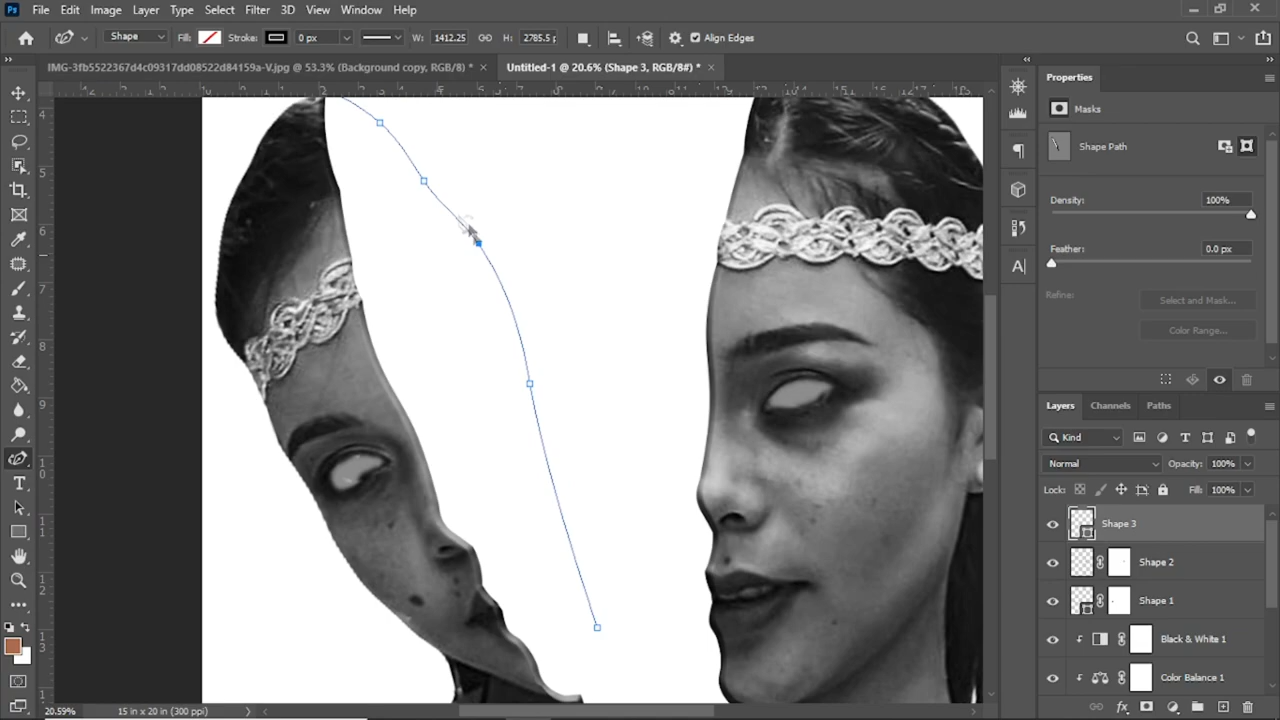 Ps File Edit Image Layer Type Select Filter 3D View Window Help
Shape Fill: Stroke: 0 px W: 1412.25 H: 2785.5 p Align Edges
IMG-3fb5522367d4c09317dd08522d84159a-V.jpg @ 53.3% (Background copy, RGB/8) * × Untitled-1 @ 20.6% (Shape 3, RGB/8#) * ×
Properties
Masks
Shape Path
Density: 100%
Feather: 0.0 px
Refine: Select and Mask...
Color Range...
Layers Channels Paths
Kind
Normal Opacity: 100%
Lock: Fill: 100%
Shape 3
Shape 2
Shape 1
Black & White 1
Color Balance 1
20.59% 15 in x 20 in (300 ppi)